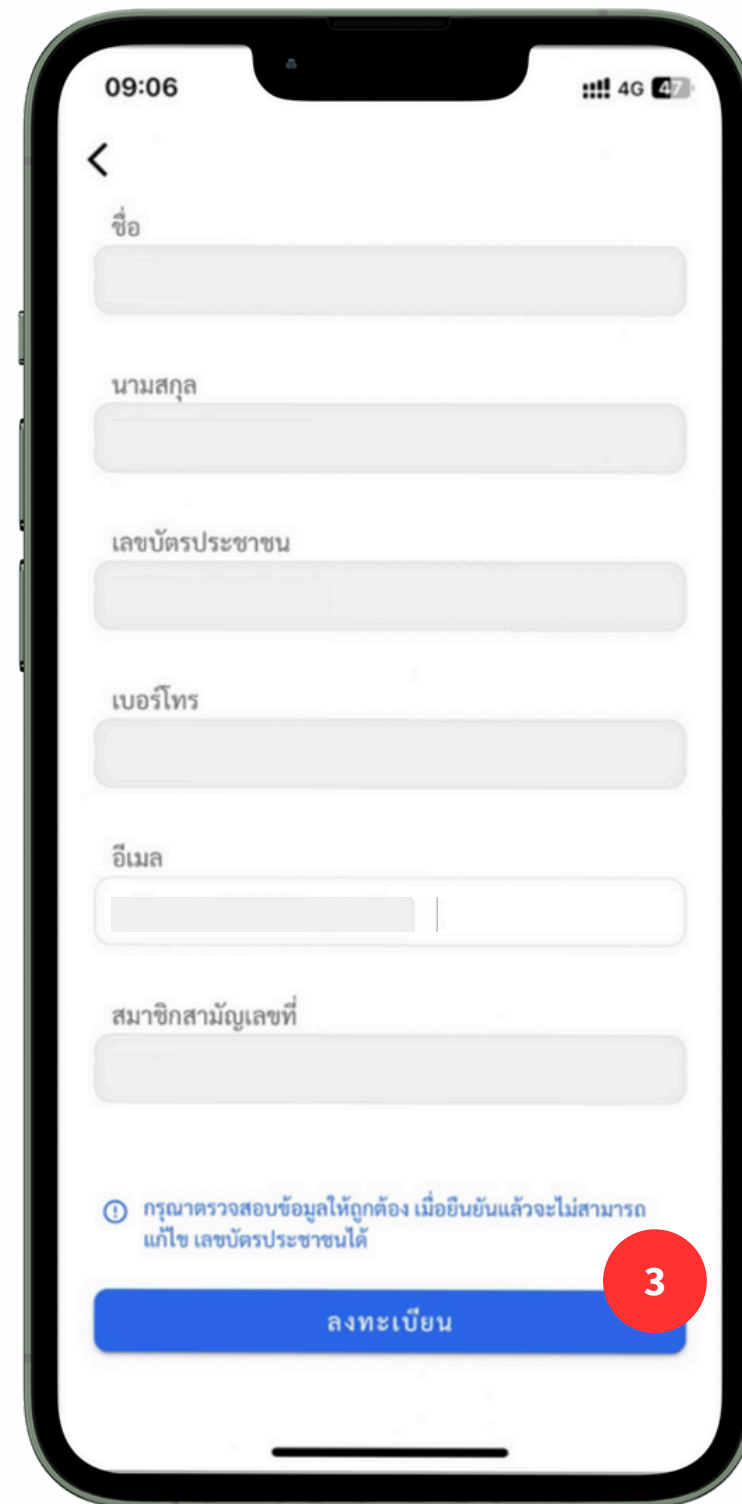 09:06
4G 47
ชื่อ
นามสกุล
เลขบัตรประชาชน
เบอร์โทร
อีเมล
สมาชิกสามัญเลขที่
กรุณาตรวจสอบข้อมูลให้ถูกต้อง เมื่อยืนยันแล้วจะไม่สามารถ
แก้ไข เลขบัตรประชาชนได้
3
ลงทะเบียน